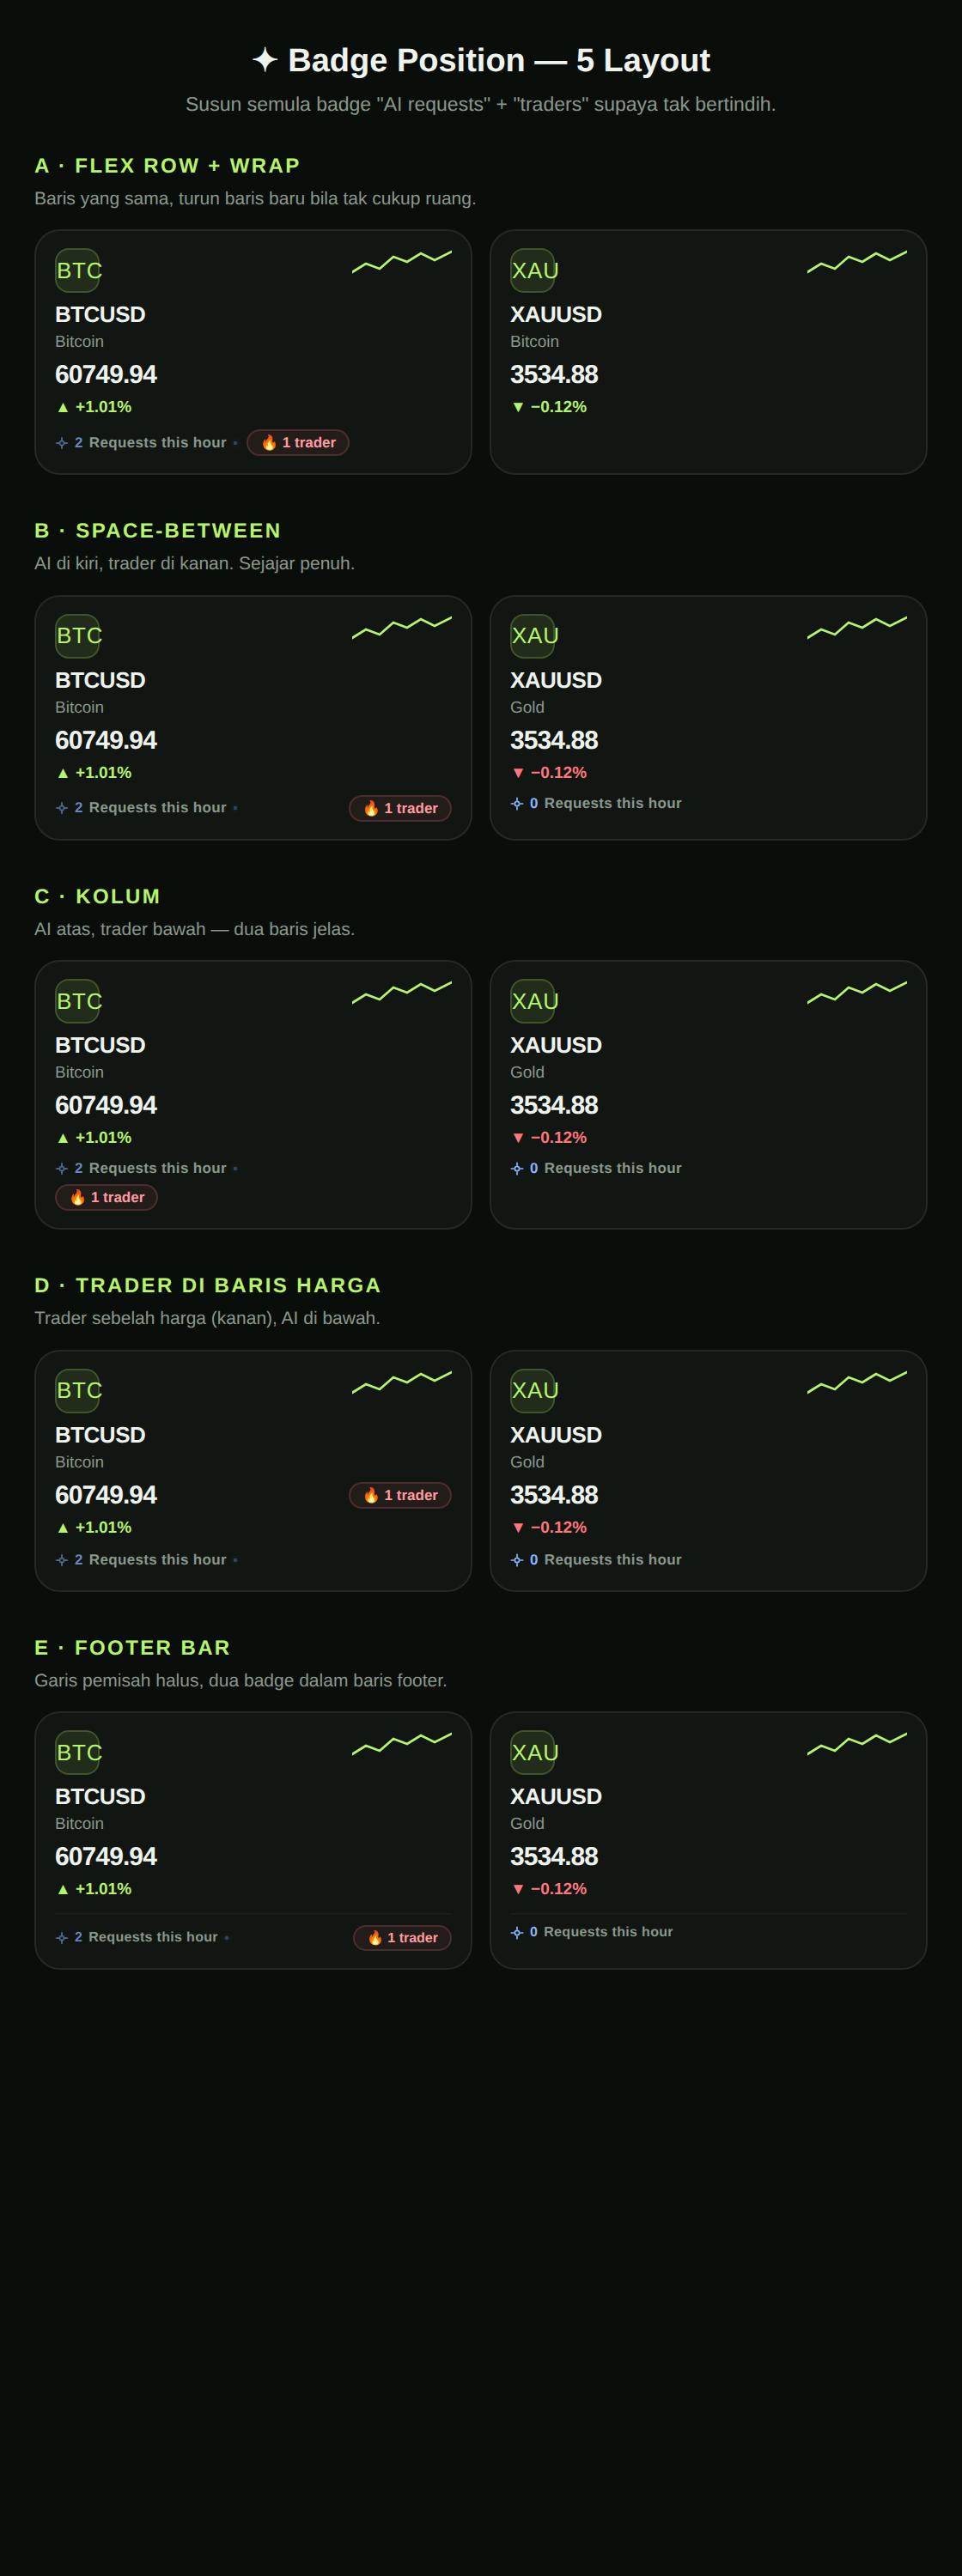 ✦ Badge Position — 5 Layout
Susun semula badge "AI requests" + "traders" supaya tak bertindih.
A · FLEX ROW + WRAP
Baris yang sama, turun baris baru bila tak cukup ruang.
BTC
BTCUSD
Bitcoin
60749.94
▲ +1.01%
2 Requests this hour
🔥 1 trader
XAU
XAUUSD
Bitcoin
3534.88
▼ −0.12%
B · SPACE-BETWEEN
AI di kiri, trader di kanan. Sejajar penuh.
BTC
BTCUSD
Bitcoin
60749.94
▲ +1.01%
2 Requests this hour
🔥 1 trader
XAU
XAUUSD
Gold
3534.88
▼ −0.12%
0 Requests this hour
C · KOLUM
AI atas, trader bawah — dua baris jelas.
BTC
BTCUSD
Bitcoin
60749.94
▲ +1.01%
2 Requests this hour
🔥 1 trader
XAU
XAUUSD
Gold
3534.88
▼ −0.12%
0 Requests this hour
D · TRADER DI BARIS HARGA
Trader sebelah harga (kanan), AI di bawah.
BTC
BTCUSD
Bitcoin
60749.94
🔥 1 trader
▲ +1.01%
2 Requests this hour
XAU
XAUUSD
Gold
3534.88
▼ −0.12%
0 Requests this hour
E · FOOTER BAR
Garis pemisah halus, dua badge dalam baris footer.
BTC
BTCUSD
Bitcoin
60749.94
▲ +1.01%
2 Requests this hour
🔥 1 trader
XAU
XAUUSD
Gold
3534.88
▼ −0.12%
0 Requests this hour